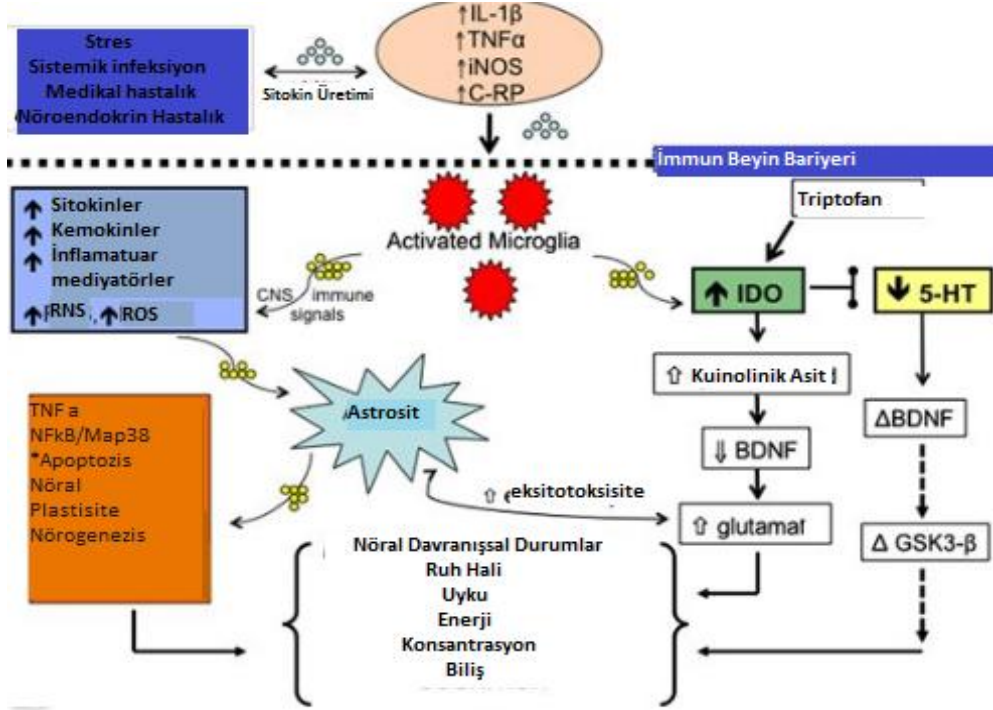 ↑IL-1β
↑TNFα
↑iNOS
↑C-RP
Stres
Sistemik infeksiyon
Medikal hastalık
Nöroendokrin Hastalık
Sitokin Üretimi
İmmun Beyin Bariyeri
Triptofan
Activated Microglia
↑ Sitokinler
↑ Kemokinler
↑ İnflamatuar
mediyatörler
↑RNS, ↑ROS
CNS immune
signals
↑ IDO
↓ 5-HT
⇧ Kuinolinik Asit
Astrosit
ΔBDNF
⇓ BDNF
TNF a
NFkB/Map38
*Apoptozis
Nöral
Plastisite
Nörogenezis
⇧ eksitotoksisite
⇧ glutamat
Δ GSK3-β
Nöral Davranışsal Durumlar
Ruh Hali
Uyku
Enerji
Konsantrasyon
Biliş